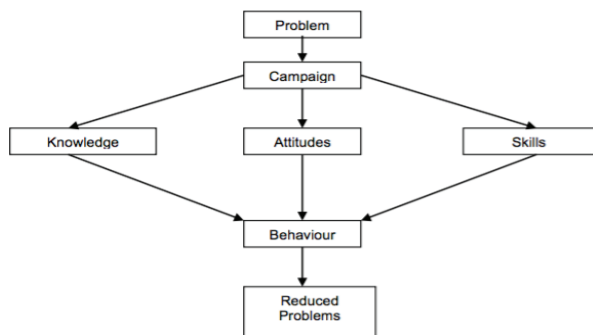 Problem
Campaign
Knowledge
Attitudes
Skills
Behaviour
Reduced
Problems